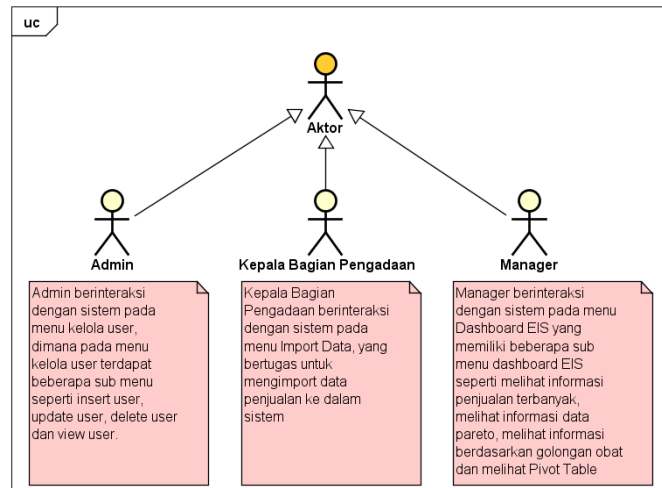 uc
Aktor
Admin
Kepala Bagian Pengadaan
Manager
Admin berinteraksi
dengan sistem pada
menu kelola user,
dimana pada menu
kelola user terdapat
beberapa sub menu
seperti insert user,
update user, delete user
dan view user.
Kepala Bagian
Pengadaan berinteraksi
dengan sistem pada
menu Import Data, yang
bertugas untuk
mengimport data
penjualan ke dalam
sistem
Manager berinteraksi
dengan sistem pada menu
Dashboard EIS yang
memiliki beberapa sub
menu dashboard EIS
seperti melihat informasi
penjualan terbanyak,
melihat informasi data
pareto, melihat informasi
berdasarkan golongan obat
dan melihat Pivot Table